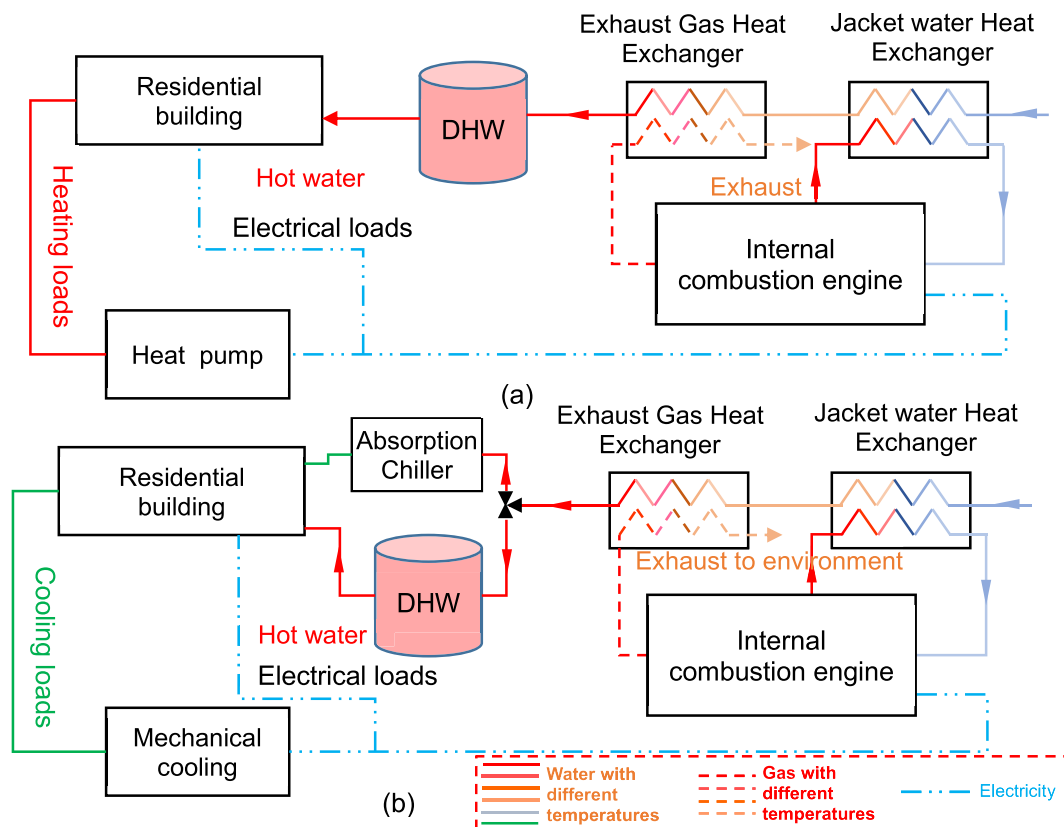 Exhaust Gas Heat
Exchanger
Jacket water Heat
Exchanger
Residential
building
DHW
Hot water
Exhaust
Heating loads
Electrical loads
Internal
combustion engine
Heat pump
(a)
Exhaust Gas Heat
Exchanger
Jacket water Heat
Exchanger
Absorption
Chiller
Residential
building
Exhaust to environment
DHW
Cooling loads
Hot water
Electrical loads
Internal
combustion engine
Mechanical
cooling
(b)
Water with
different
temperatures
Gas with
different
temperatures
Electricity